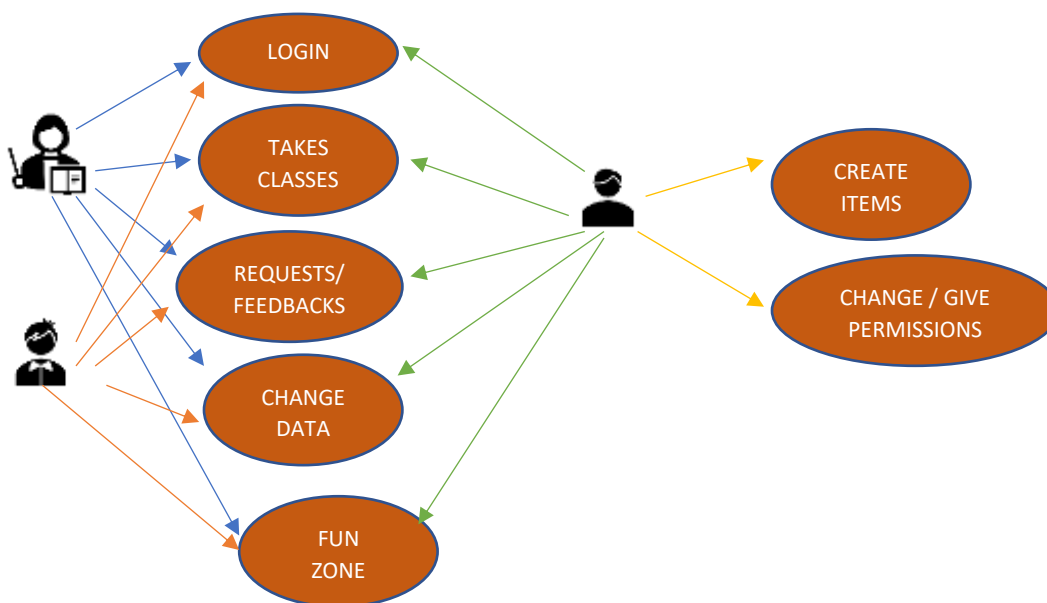 LOGIN
TAKES
CLASSES
REQUESTS/
FEEDBACKS
CHANGE
DATA
FUN
ZONE
CREATE
ITEMS
CHANGE / GIVE
PERMISSIONS